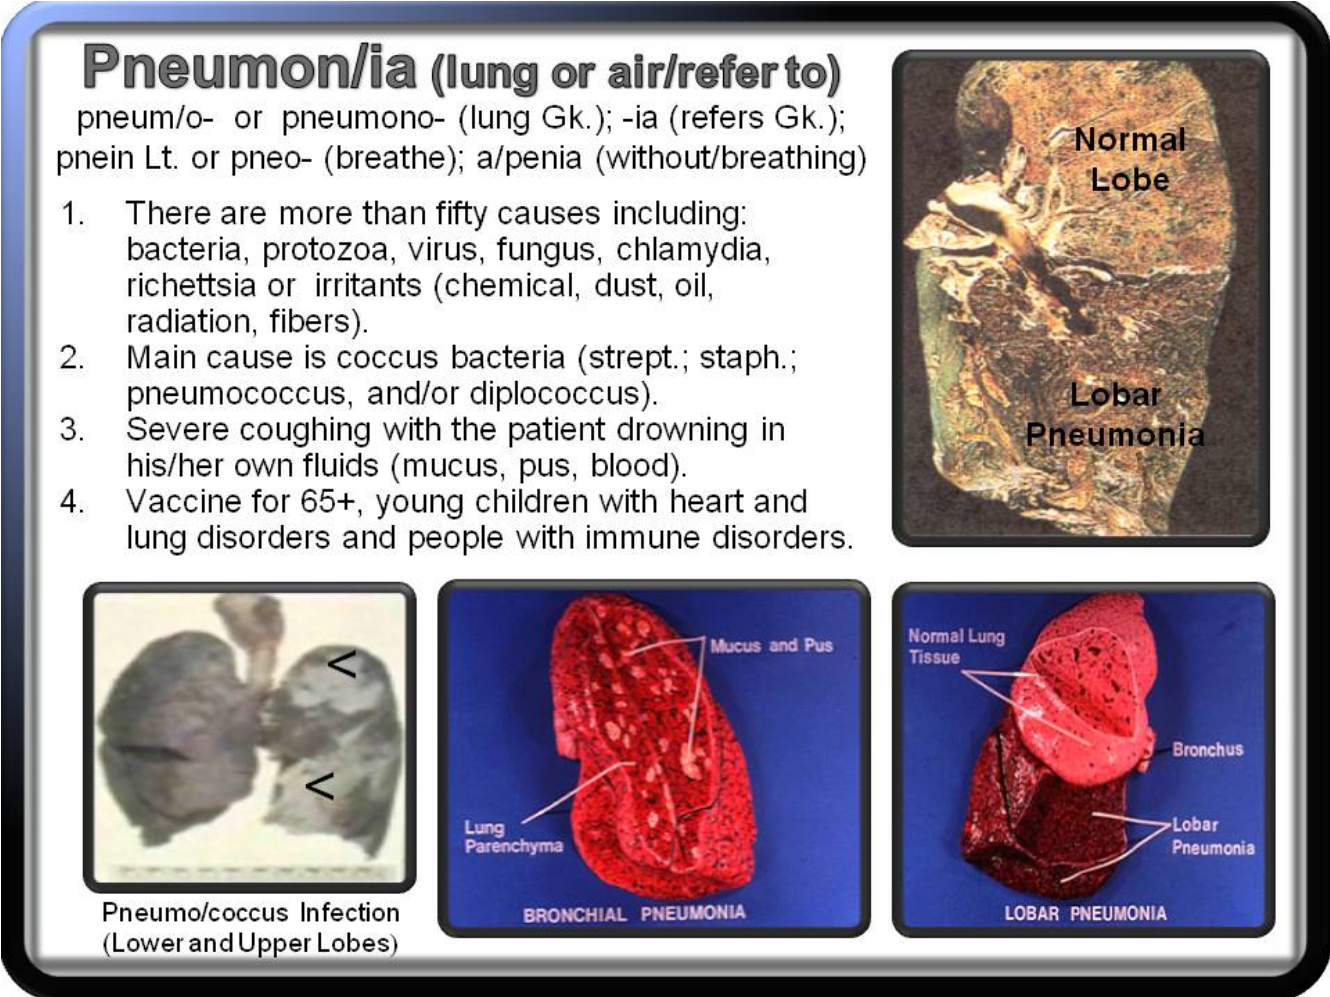 Pneumon/ia (lung or air/refer to)
pneum/o- or pneumono- (lung Gk.); -ia (refers Gk.);
pnein Lt. or pneo- (breathe); a/penia (without/breathing)
1. There are more than fifty causes including:
bacteria, protozoa, virus, fungus, chlamydia,
richettsia or irritants (chemical, dust, oil,
radiation, fibers).
2. Main cause is coccus bacteria (strept.; staph.;
pneumococcus, and/or diplococcus).
3. Severe coughing with the patient drowning in
his/her own fluids (mucus, pus, blood).
4. Vaccine for 65+, young children with heart and
lung disorders and people with immune disorders.
Normal
Lobe
Lobar
Pneumonia
<
<
Pneumo/coccus Infection
(Lower and Upper Lobes)
Mucus and Pus
Lung
Parenchyma
BRONCHIAL PNEUMONIA
Normal Lung
Tissue
Bronchus
Lobar
Pneumonia
LOBAR PNEUMONIA